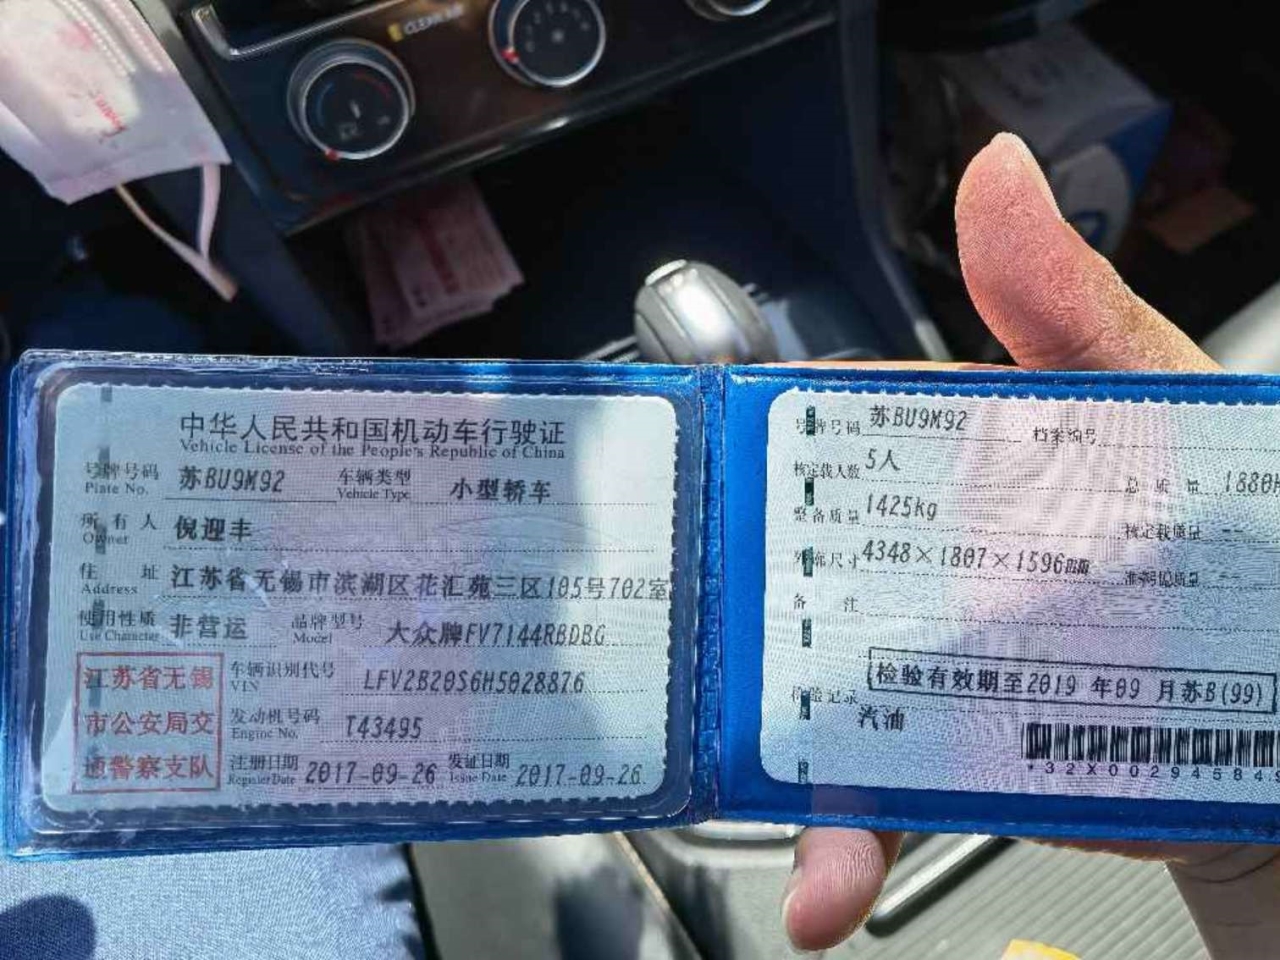 CLEAN AIR
中华人民共和国机动车行驶证
Vehicle License of the People's Republic of China
号牌号码 苏BU9M92 车辆类型 小型轿车
Plate No. Vehicle Type
所有人 倪迎丰
Owner
住址 江苏省无锡市滨湖区花汇苑三区105号702室
Address
使用性质 非营运 品牌型号 大众牌FV7144RBDBG
Use Character Model
江苏省无锡
市公安局交
通警察支队
车辆识别代号 LFV2B20S6H5028876
VIN
发动机号码 T43495
Engine No.
注册日期 2017-09-26 发证日期 2017-09-26
Register Date Issue Date
号牌号码 苏BU9M92 档案编号
核定载人数 5人 总质量 1880
整备质量 1425kg 核定载质量 --
外廓尺寸 4348×1807×1596mm 准牵引总质量 --
备注
检验有效期至2019年09月苏B(99)
检验记录
汽油
*32X00294584